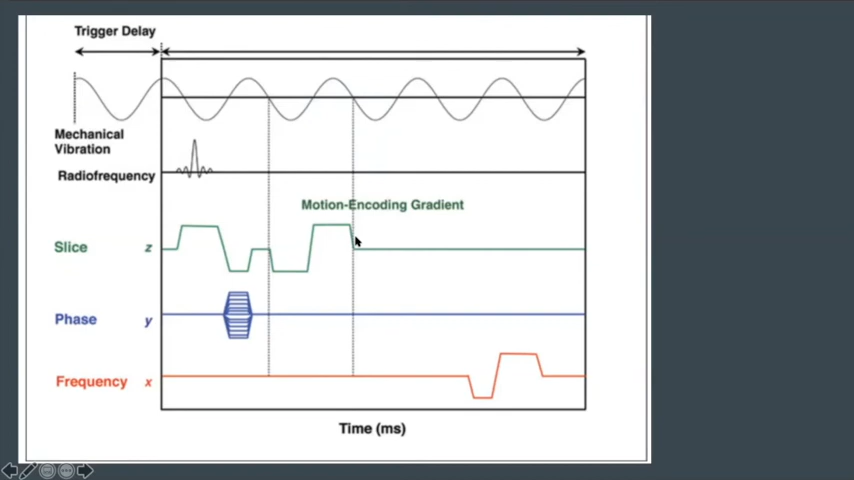 Trigger Delay
Mechanical
Vibration
Radiofrequency
Motion-Encoding Gradient
Slice z
Phase y
Frequency x
Time (ms)